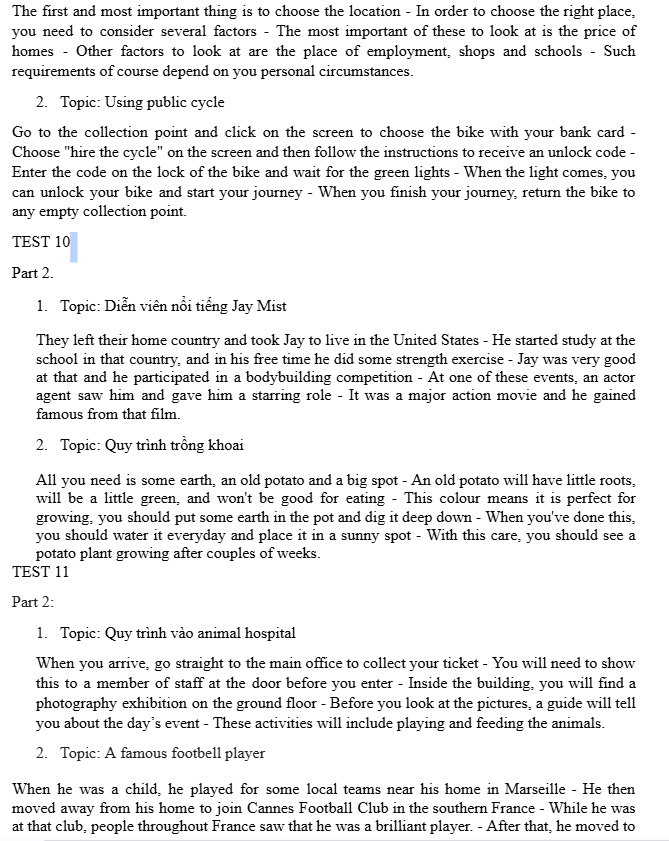 The first and most important thing is to choose the location - In order to choose the right place,
you need to consider several factors - The most important of these to look at is the price of
homes - Other factors to look at are the place of employment, shops and schools - Such
requirements of course depend on you personal circumstances.
2. Topic: Using public cycle
Go to the collection point and click on the screen to choose the bike with your bank card -
Choose "hire the cycle" on the screen and then follow the instructions to receive an unlock code -
Enter the code on the lock of the bike and wait for the green lights - When the light comes, you
can unlock your bike and start your journey - When you finish your journey, return the bike to
any empty collection point.
TEST 10
Part 2.
1. Topic: Diễn viên nổi tiếng Jay Mist
They left their home country and took Jay to live in the United States - He started study at the
school in that country, and in his free time he did some strength exercise - Jay was very good
at that and he participated in a bodybuilding competition - At one of these events, an actor
agent saw him and gave him a starring role - It was a major action movie and he gained
famous from that film.
2. Topic: Quy trình trồng khoai
All you need is some earth, an old potato and a big spot - An old potato will have little roots,
will be a little green, and won't be good for eating - This colour means it is perfect for
growing, you should put some earth in the pot and dig it deep down - When you've done this,
you should water it everyday and place it in a sunny spot - With this care, you should see a
potato plant growing after couples of weeks.
TEST 11
Part 2:
1. Topic: Quy trình vào animal hospital
When you arrive, go straight to the main office to collect your ticket - You will need to show
this to a member of staff at the door before you enter - Inside the building, you will find a
photography exhibition on the ground floor - Before you look at the pictures, a guide will tell
you about the day's event - These activities will include playing and feeding the animals.
2. Topic: A famous footbell player
When he was a child, he played for some local teams near his home in Marseille - He then
moved away from his home to join Cannes Football Club in the southern France - While he was
at that club, people throughout France saw that he was a brilliant player. - After that, he moved to